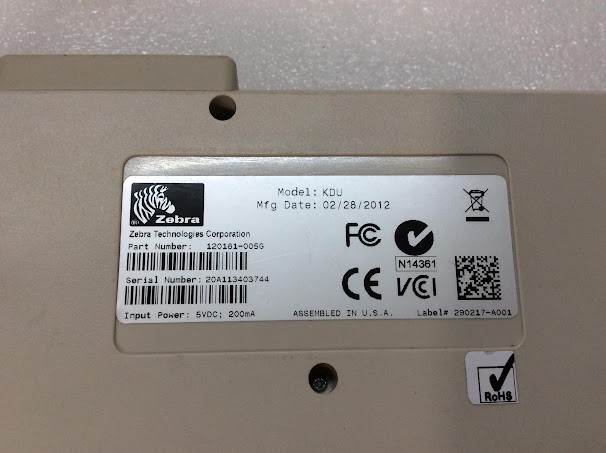 Zebra
Zebra Technologies Corporation
Model: KDU
Mfg Date: 02/28/2012
Part Number: 120181-005G
Serial Number: 20A113403744
Input Power: 5VDC; 200mA
FC
N14361
CE VCI
ASSEMBLED IN U.S.A.
Label# 290217-A001
RoHS